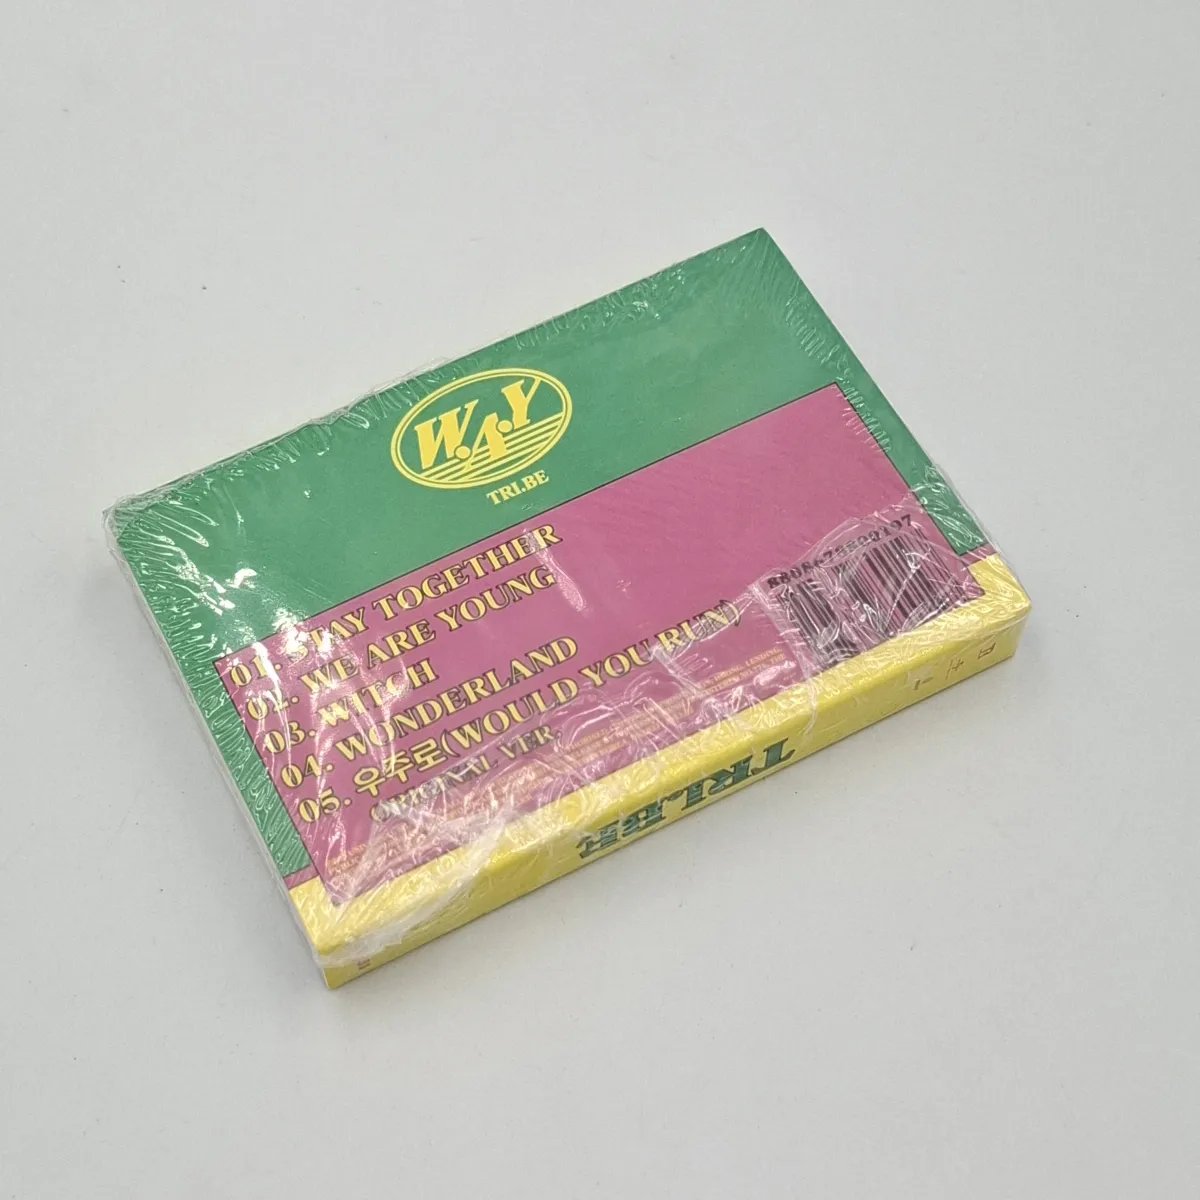 W.A.Y
TRI.BE
01. STAY TOGETHER
02. WE ARE YOUNG
03. WITCH
04. WONDERLAND
05. 우주로(WOULD YOU RUN)
ORIGINAL VER.
TRI.BE